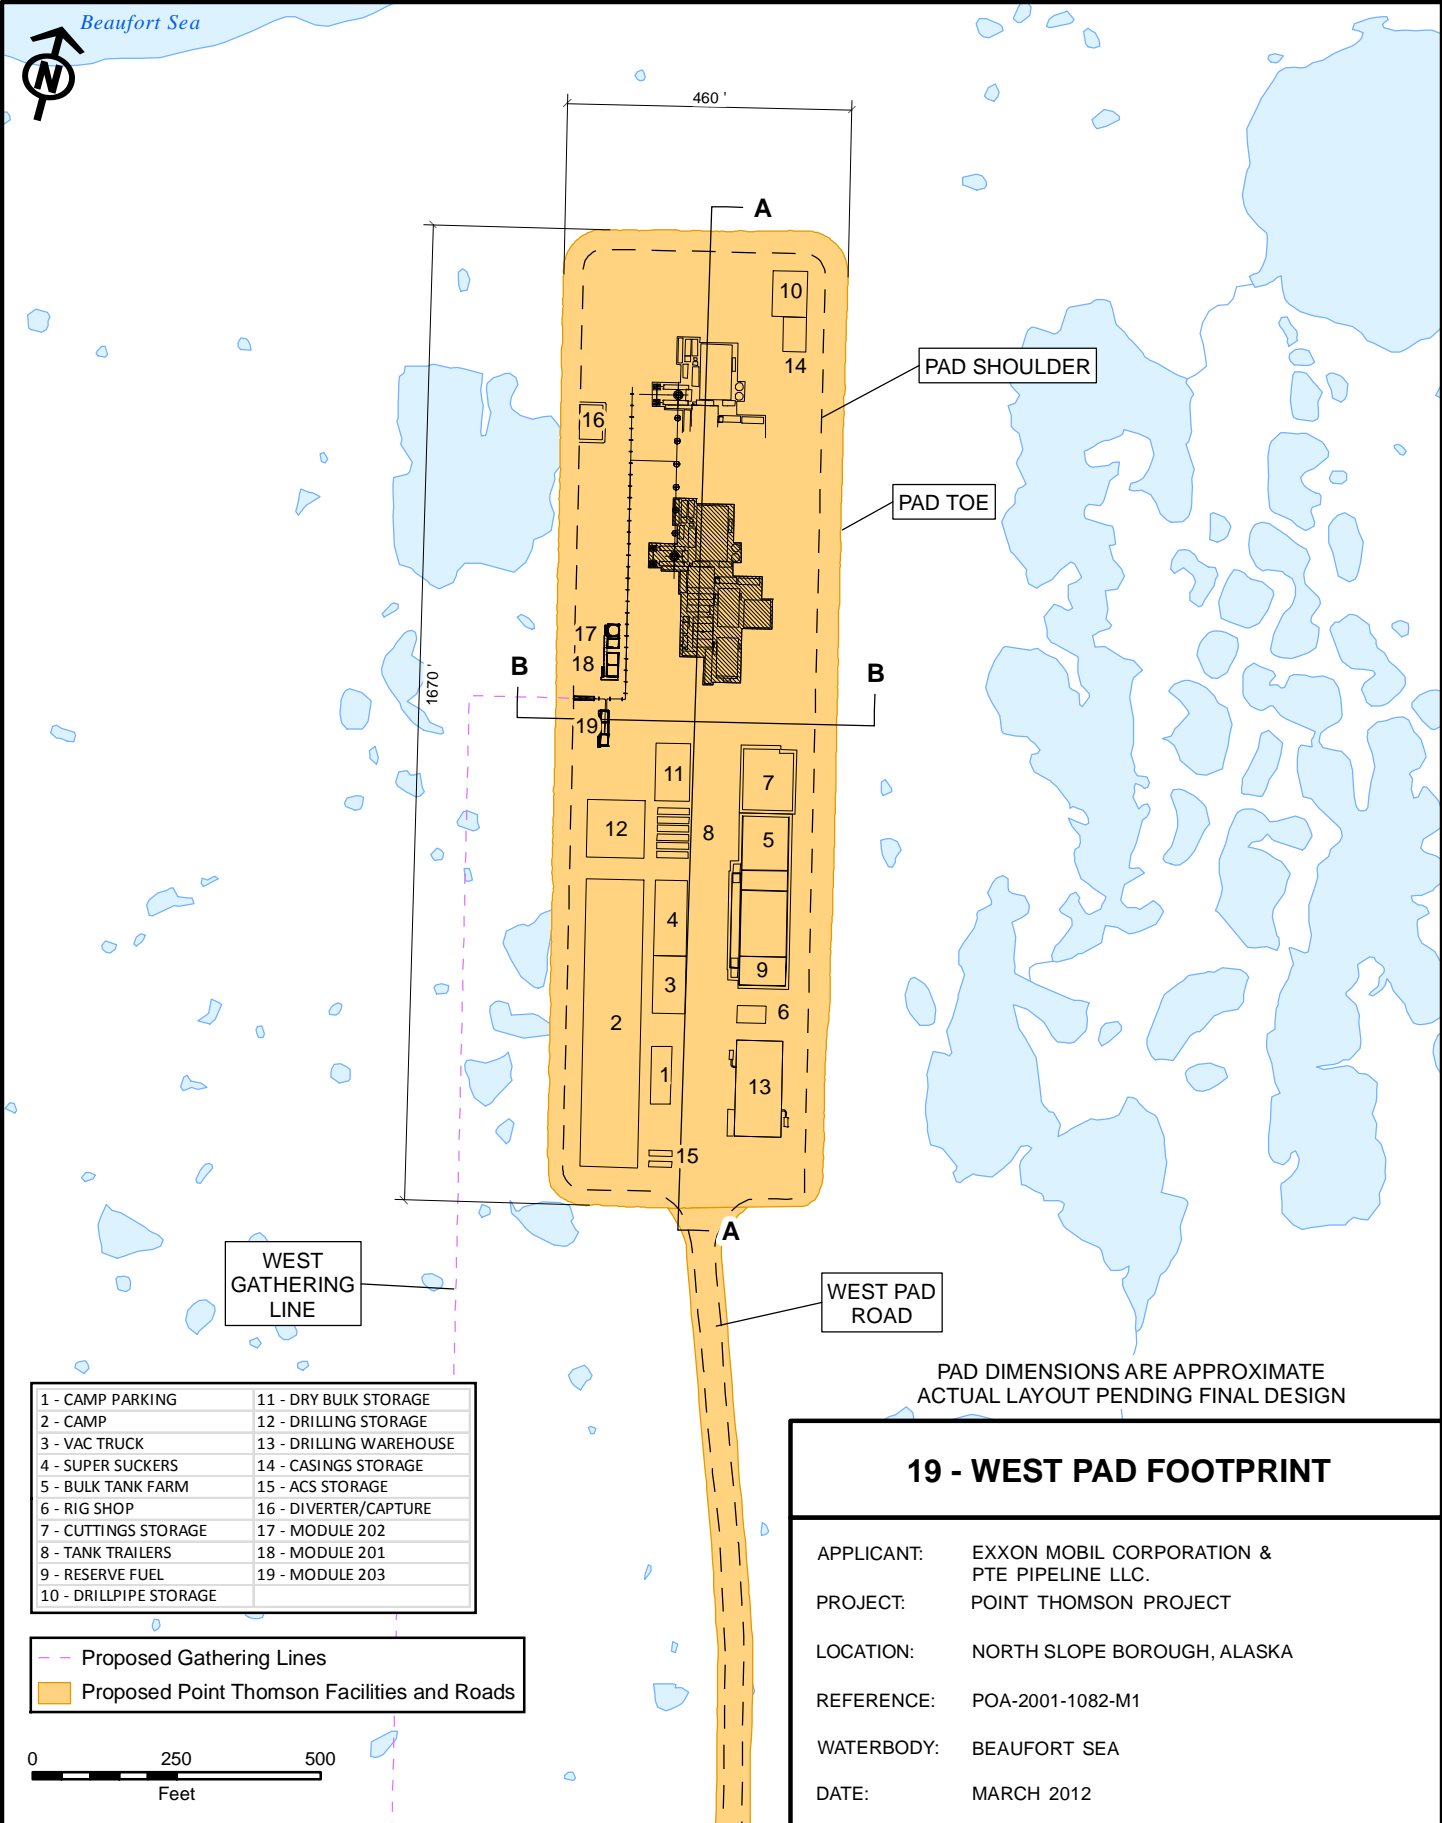 Beaufort Sea
N
460 '
A
10
14
PAD SHOULDER
16
PAD TOE
17
18
B
B
1670 '
19
11
7
12
8
5
4
9
3
6
2
1
13
15
A
WEST
GATHERING
LINE
WEST PAD
ROAD
PAD DIMENSIONS ARE APPROXIMATE
ACTUAL LAYOUT PENDING FINAL DESIGN
1 - CAMP PARKING
11 - DRY BULK STORAGE
2 - CAMP
12 - DRILLING STORAGE
3 - VAC TRUCK
13 - DRILLING WAREHOUSE
4 - SUPER SUCKERS
14 - CASINGS STORAGE
5 - BULK TANK FARM
15 - ACS STORAGE
6 - RIG SHOP
16 - DIVERTER/CAPTURE
7 - CUTTINGS STORAGE
17 - MODULE 202
8 - TANK TRAILERS
18 - MODULE 201
9 - RESERVE FUEL
19 - MODULE 203
10 - DRILLPIPE STORAGE
Proposed Gathering Lines
Proposed Point Thomson Facilities and Roads
0 250 500
Feet
19 - WEST PAD FOOTPRINT
APPLICANT: EXXON MOBIL CORPORATION &
PTE PIPELINE LLC.
PROJECT: POINT THOMSON PROJECT
LOCATION: NORTH SLOPE BOROUGH, ALASKA
REFERENCE: POA-2001-1082-M1
WATERBODY: BEAUFORT SEA
DATE: MARCH 2012